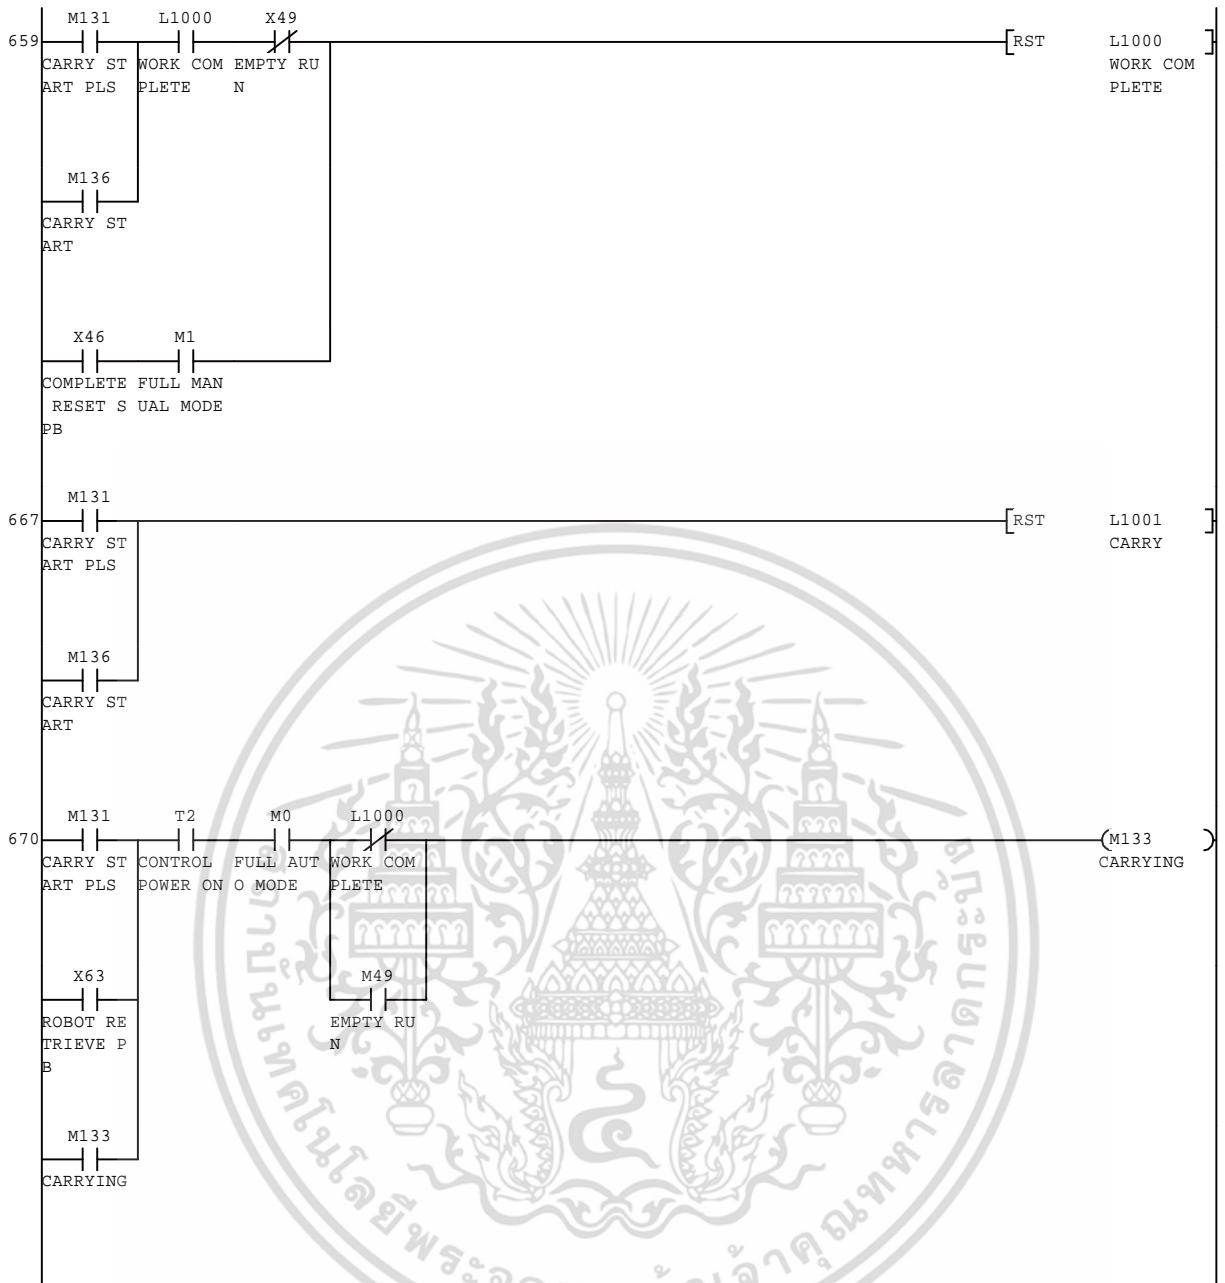 M131 L1000 X49
659 RST L1000
CARRY ST WORK COM EMPTY RU WORK COM
ART PLS PLETE N PLETE
M136
CARRY ST
ART
X46 M1
COMPLETE FULL MAN
RESET S UAL MODE
PB
M131
667 RST L1001
CARRY ST CARRY
ART PLS
M136
CARRY ST
ART
M131 T2 M0 L1000
670 M133
CARRY ST CONTROL FULL AUT WORK COM CARRYING
ART PLS POWER ON O MODE PLETE
X63 M49
ROBOT RE EMPTY RU
TRIEVE P N
B
M133
CARRYING